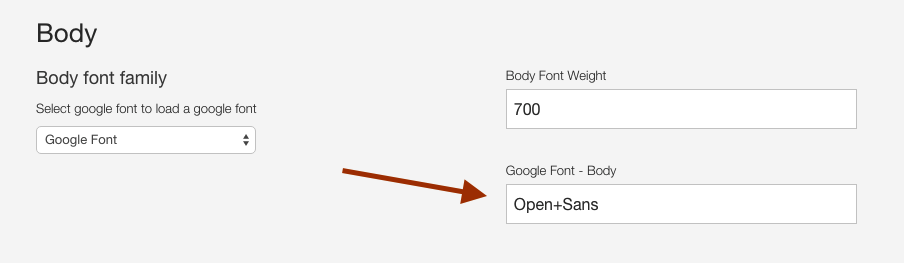 Body
Body font family
Select google font to load a google font
Google Font
Body Font Weight
700
Google Font - Body
Open+Sans